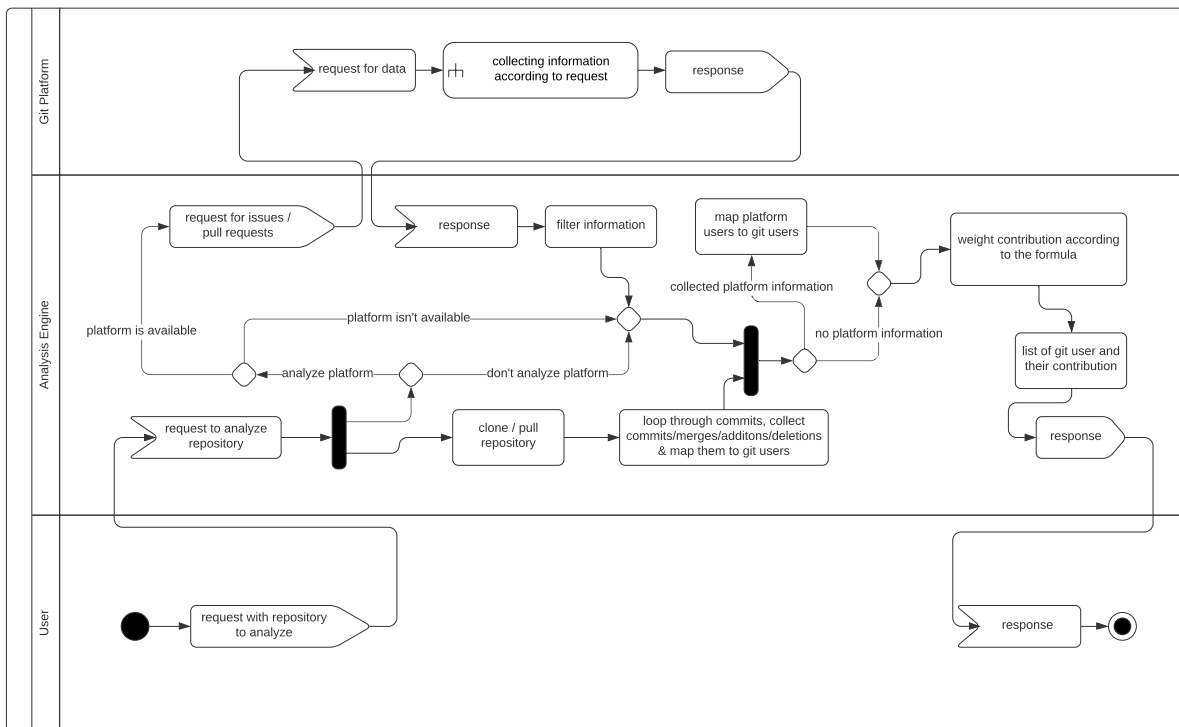 Git Platform
request for data
collecting information
according to request
response
Analysis Engine
request for issues /
pull requests
response
filter information
map platform
users to git users
weight contribution according
to the formula
collected platform information
platform is available
platform isn't available
no platform information
list of git user and
their contribution
analyze platform
don't analyze platform
request to analyze
repository
clone / pull
repository
loop through commits, collect
commits/merges/additons/deletions
& map them to git users
response
User
request with repository
to analyze
response